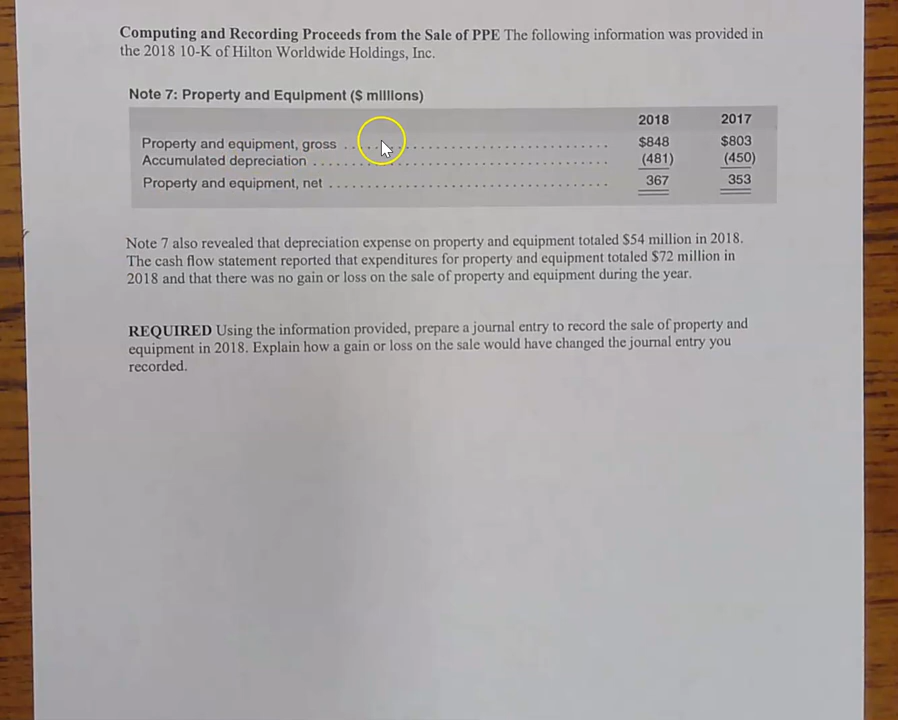 Computing and Recording Proceeds from the Sale of PPE The following information was provided in
the 2018 10-K of Hilton Worldwide Holdings, Inc.
Note 7: Property and Equipment ($ millions)
2018 2017
Property and equipment, gross . . . . . . . . . . . . . . . . . . . . . . . . . . . . . . . . . . . $848 $803
Accumulated depreciation . . . . . . . . . . . . . . . . . . . . . . . . . . . . . . . . . . . . . . . (481) (450)
Property and equipment, net . . . . . . . . . . . . . . . . . . . . . . . . . . . . . . . . . . . . . 367 353
Note 7 also revealed that depreciation expense on property and equipment totaled $54 million in 2018.
The cash flow statement reported that expenditures for property and equipment totaled $72 million in
2018 and that there was no gain or loss on the sale of property and equipment during the year.
REQUIRED Using the information provided, prepare a journal entry to record the sale of property and
equipment in 2018. Explain how a gain or loss on the sale would have changed the journal entry you
recorded.